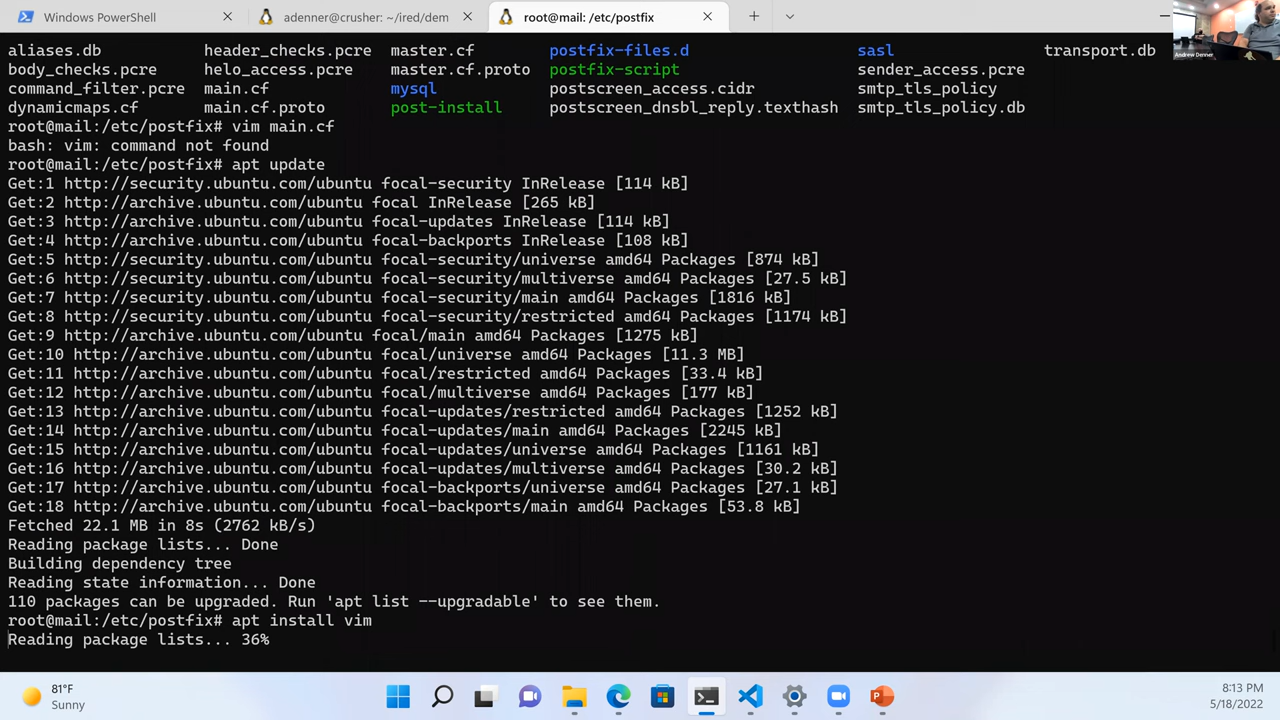 Windows PowerShell
adenner@crusher: ~/ired/dem
root@mail: /etc/postfix
Andrew Denner
aliases.db header_checks.pcre master.cf postfix-files.d sasl transport.db
body_checks.pcre helo_access.pcre master.cf.proto postfix-script sender_access.pcre
command_filter.pcre main.cf mysql postscreen_access.cidr smtp_tls_policy
dynamicmaps.cf main.cf.proto post-install postscreen_dnsbl_reply.texthash smtp_tls_policy.db
root@mail:/etc/postfix# vim main.cf
bash: vim: command not found
root@mail:/etc/postfix# apt update
Get:1 http://security.ubuntu.com/ubuntu focal-security InRelease [114 kB]
Get:2 http://archive.ubuntu.com/ubuntu focal InRelease [265 kB]
Get:3 http://archive.ubuntu.com/ubuntu focal-updates InRelease [114 kB]
Get:4 http://archive.ubuntu.com/ubuntu focal-backports InRelease [108 kB]
Get:5 http://security.ubuntu.com/ubuntu focal-security/universe amd64 Packages [874 kB]
Get:6 http://security.ubuntu.com/ubuntu focal-security/multiverse amd64 Packages [27.5 kB]
Get:7 http://security.ubuntu.com/ubuntu focal-security/main amd64 Packages [1816 kB]
Get:8 http://security.ubuntu.com/ubuntu focal-security/restricted amd64 Packages [1174 kB]
Get:9 http://archive.ubuntu.com/ubuntu focal/main amd64 Packages [1275 kB]
Get:10 http://archive.ubuntu.com/ubuntu focal/universe amd64 Packages [11.3 MB]
Get:11 http://archive.ubuntu.com/ubuntu focal/restricted amd64 Packages [33.4 kB]
Get:12 http://archive.ubuntu.com/ubuntu focal/multiverse amd64 Packages [177 kB]
Get:13 http://archive.ubuntu.com/ubuntu focal-updates/restricted amd64 Packages [1252 kB]
Get:14 http://archive.ubuntu.com/ubuntu focal-updates/main amd64 Packages [2245 kB]
Get:15 http://archive.ubuntu.com/ubuntu focal-updates/universe amd64 Packages [1161 kB]
Get:16 http://archive.ubuntu.com/ubuntu focal-updates/multiverse amd64 Packages [30.2 kB]
Get:17 http://archive.ubuntu.com/ubuntu focal-backports/universe amd64 Packages [27.1 kB]
Get:18 http://archive.ubuntu.com/ubuntu focal-backports/main amd64 Packages [53.8 kB]
Fetched 22.1 MB in 8s (2762 kB/s)
Reading package lists... Done
Building dependency tree
Reading state information... Done
110 packages can be upgraded. Run 'apt list --upgradable' to see them.
root@mail:/etc/postfix# apt install vim
Reading package lists... 36%
81°F
Sunny
8:13 PM
5/18/2022